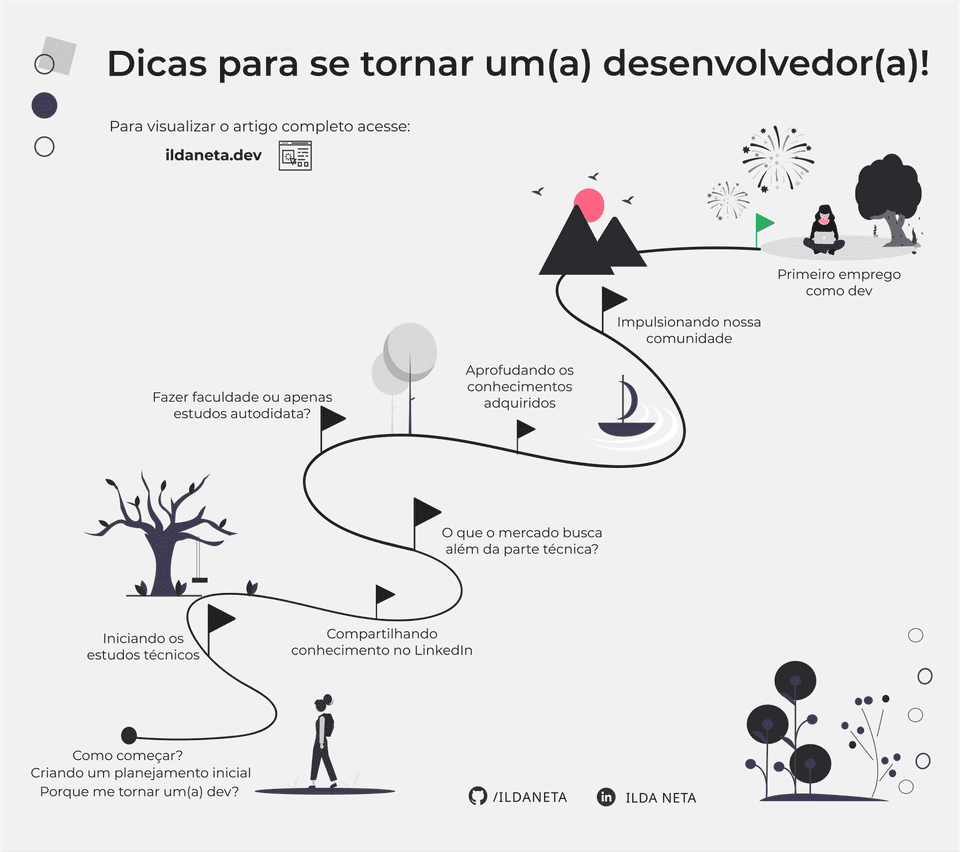 Dicas para se tornar um(a) desenvolvedor(a)!
Para visualizar o artigo completo acesse:
ildaneta.dev
Primeiro emprego
como dev
Impulsionando nossa
comunidade
Aprofudando os
conhecimentos
adquiridos
Fazer faculdade ou apenas
estudos autodidata?
O que o mercado busca
além da parte técnica?
Compartilhando
conhecimento no LinkedIn
Iniciando os
estudos técnicos
Como começar?
Criando um planejamento inicial
Porque me tornar um(a) dev?
/ILDANETA
in
ILDA NETA